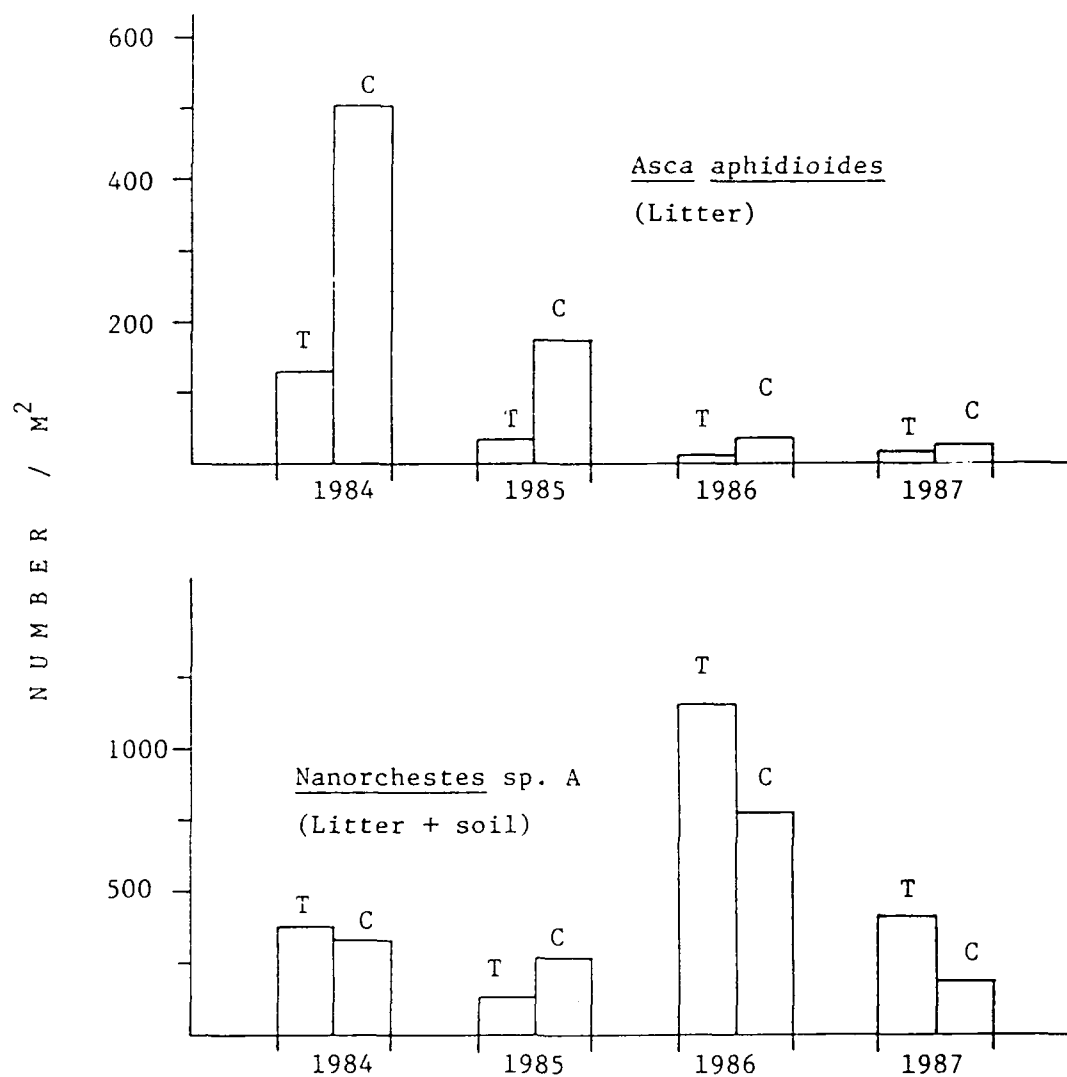 NUMBER / M²
600
400
200
T
C
T
C
T
C
T
C
Asca aphidioides
(Litter)
1984
1985
1986
1987
1000
500
T
C
T
C
T
C
T
C
Nanorchestes sp. A
(Litter + soil)
1984
1985
1986
1987